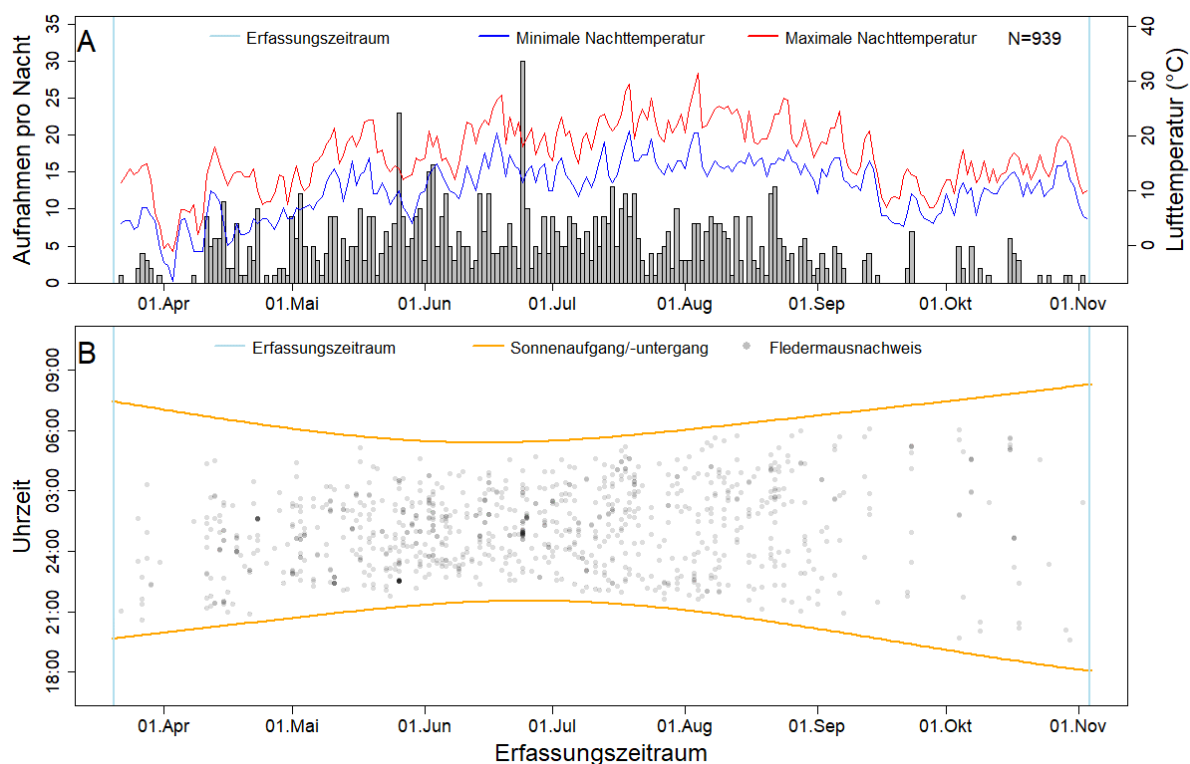 A
Erfassungszeitraum
Minimale Nachttemperatur
Maximale Nachttemperatur
N=939
Aufnahmen pro Nacht
35
30
25
20
15
10
5
0
Lufttemperatur (°C)
40
30
20
10
0
01.Apr
01.Mai
01.Jun
01.Jul
01.Aug
01.Sep
01.Okt
01.Nov
B
Erfassungszeitraum
Sonnenaufgang/-untergang
Fledermausnachweis
Uhrzeit
09:00
06:00
03:00
24:00
21:00
18:00
01.Apr
01.Mai
01.Jun
01.Jul
01.Aug
01.Sep
01.Okt
01.Nov
Erfassungszeitraum